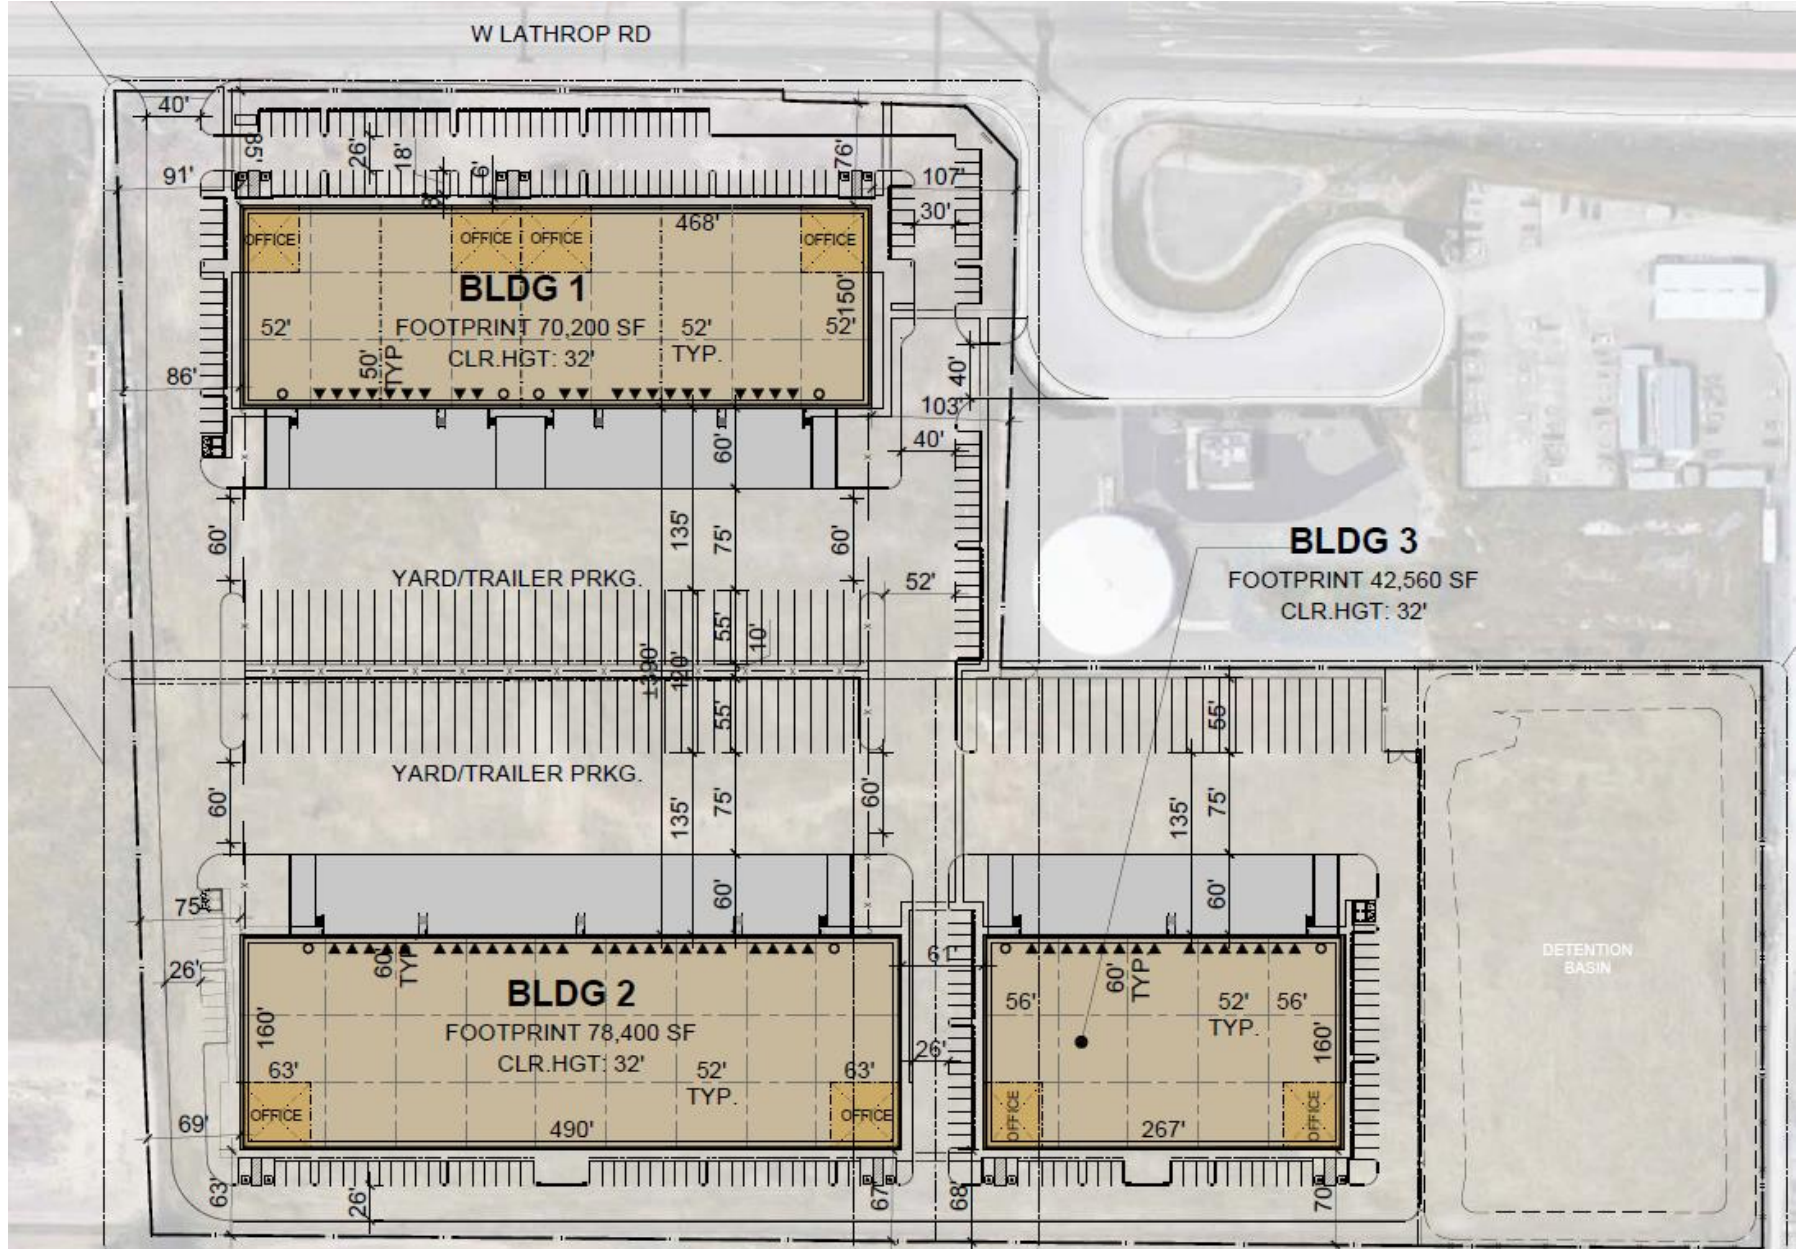 W LATHROP RD
40'
85'
26'
18'
8'
6'
76'
91'
107'
30'
OFFICE
OFFICE
OFFICE
OFFICE
468'
BLDG 1
150'
52'
FOOTPRINT 70,200 SF
52'
TYP.
52'
CLR.HGT: 32'
50'
TYP.
86'
40'
103'
40'
60'
60'
135'
75'
60'
BLDG 3
FOOTPRINT 42,560 SF
CLR.HGT: 32'
YARD/TRAILER PRKG.
52'
55'
10'
±390'
120'
55'
55'
YARD/TRAILER PRKG.
60'
135'
75'
60'
135'
75'
60'
60'
75'
26'
60'
TYP.
61'
60'
TYP.
DETENTION
BASIN
BLDG 2
FOOTPRINT 78,400 SF
CLR.HGT: 32'
160'
63'
52'
TYP.
63'
56'
52'
TYP.
56'
160'
26'
OFFICE
OFFICE
OFFICE
OFFICE
69'
490'
267'
63'
26'
67'
68'
70'